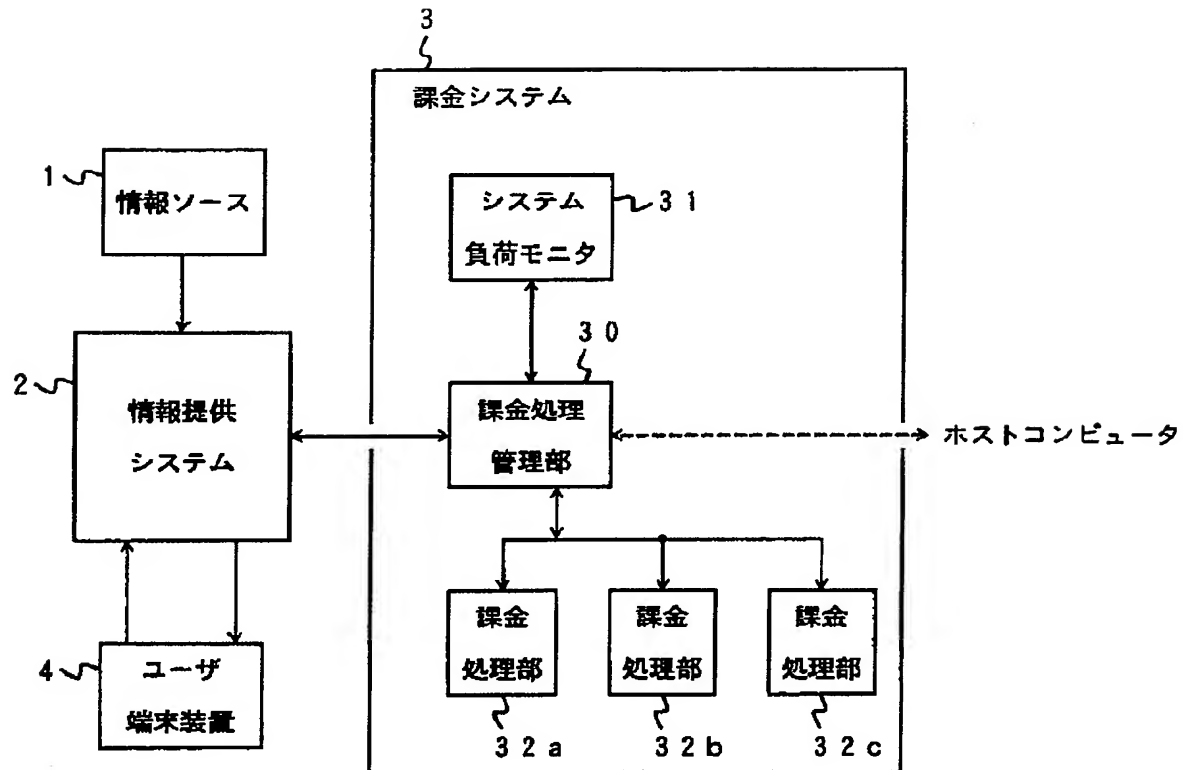 3
課金システム
1
情報ソース
システム
負荷モニタ
31
2
情報提供
システム
30
課金処理
管理部
ホストコンピュータ
4
ユーザ
端末装置
課金
処理部
32a
課金
処理部
32b
課金
処理部
32c